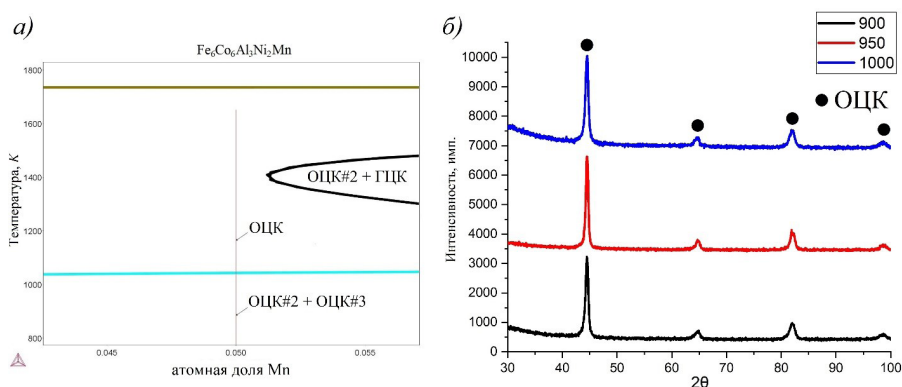 а)
Fe₆Co₆Al₃Ni₂Mn
Температура, К
1800
1600
1400
1200
1000
800
ОЦК#2 + ГЦК
ОЦК
ОЦК#2 + ОЦК#3
0.045
0.050
0.055
атомная доля Mn
б)
Интенсивность, имп.
10000
9000
8000
7000
6000
5000
4000
3000
2000
1000
0
900
950
1000
ОЦК
30
40
50
60
70
80
90
100
2θ